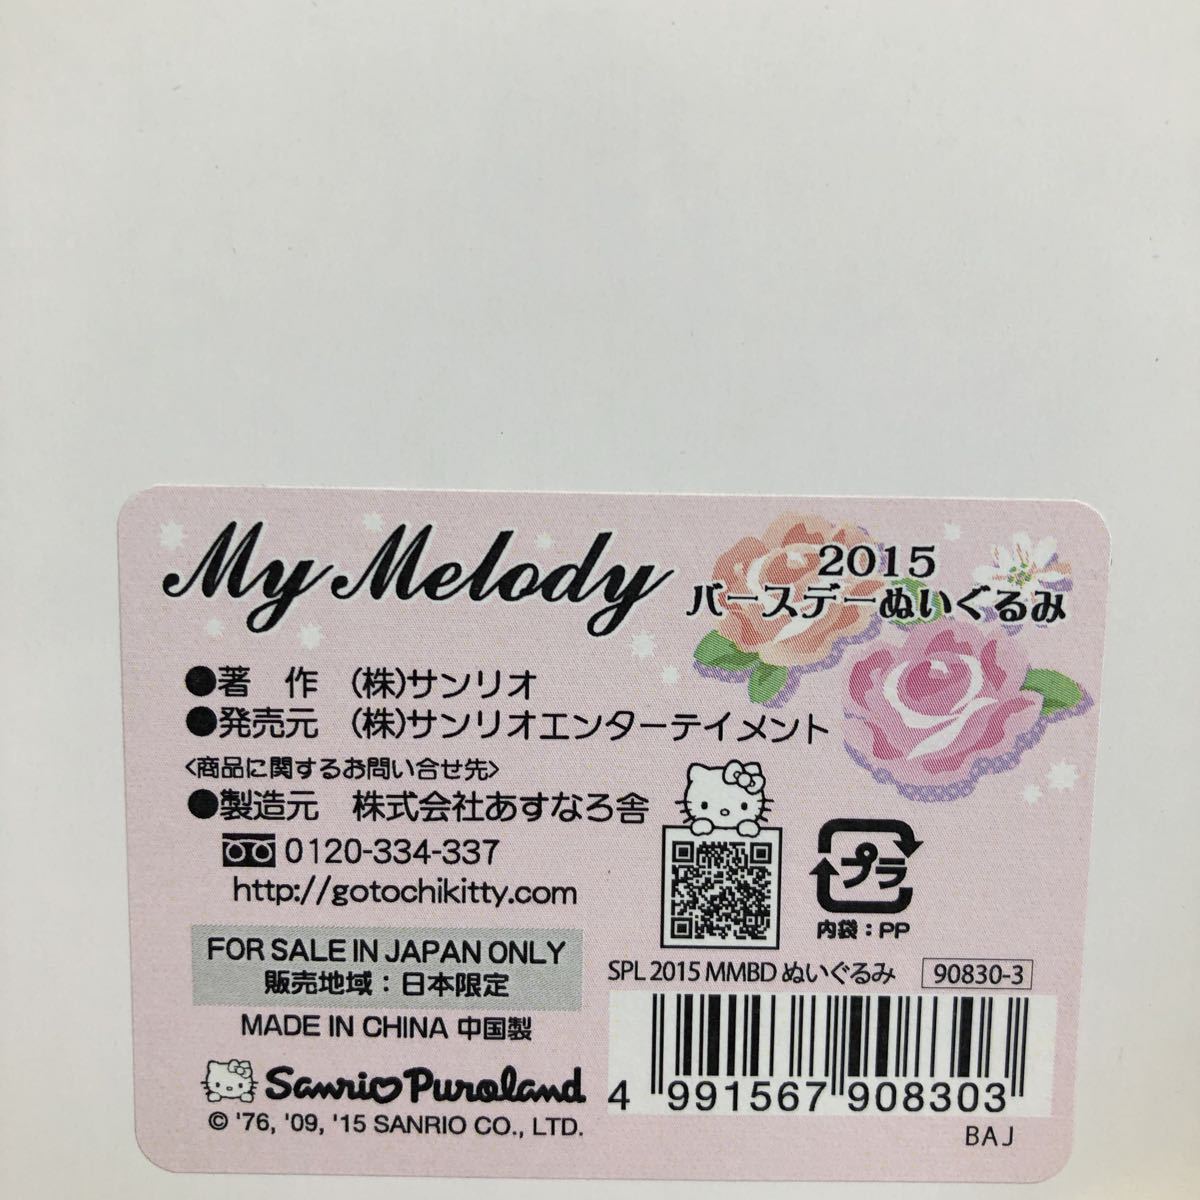 My Melody
2015
バースデーぬいぐるみ
●著　作　(株)サンリオ
●発売元　(株)サンリオエンターテイメント
<商品に関するお問い合せ先>
●製造元　株式会社あすなろ舎
0120-334-337
http://gotochikitty.com
プラ
内袋：PP
FOR SALE IN JAPAN ONLY
販売地域：日本限定
MADE IN CHINA 中国製
Sanrio Puroland
© '76, '09, '15 SANRIO CO., LTD.
SPL 2015 MMBD ぬいぐるみ 90830-3
4 991567 908303
BAJ